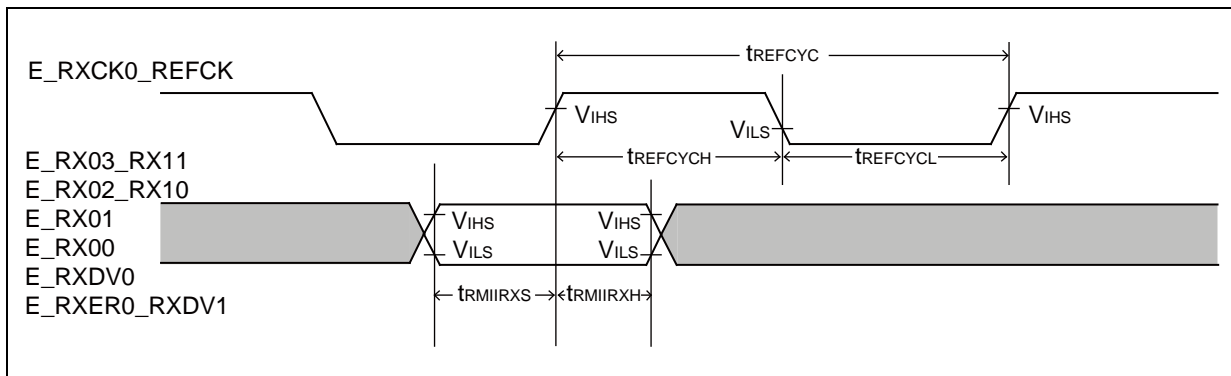 tREFCYC
E_RXCK0_REFCK
VIHS
VILS
VIHS
tREFCYCH
tREFCYCL
E_RX03_RX11
E_RX02_RX10
E_RX01
E_RX00
E_RXDV0
E_RXER0_RXDV1
VIHS
VIHS
VILS
VILS
tRMIIRXS
tRMIIRXH